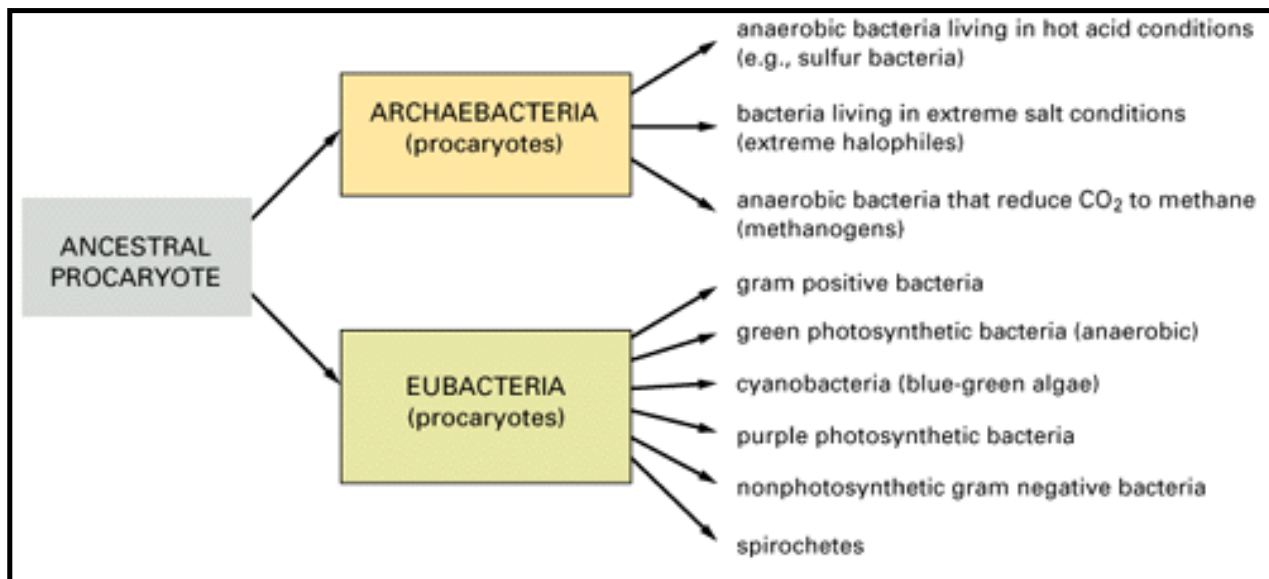 ANCESTRAL
PROCARYOTE
ARCHAEBACTERIA
(procaryotes)
anaerobic bacteria living in hot acid conditions
(e.g., sulfur bacteria)
bacteria living in extreme salt conditions
(extreme halophiles)
anaerobic bacteria that reduce CO₂ to methane
(methanogens)
EUBACTERIA
(procaryotes)
gram positive bacteria
green photosynthetic bacteria (anaerobic)
cyanobacteria (blue-green algae)
purple photosynthetic bacteria
nonphotosynthetic gram negative bacteria
spirochetes